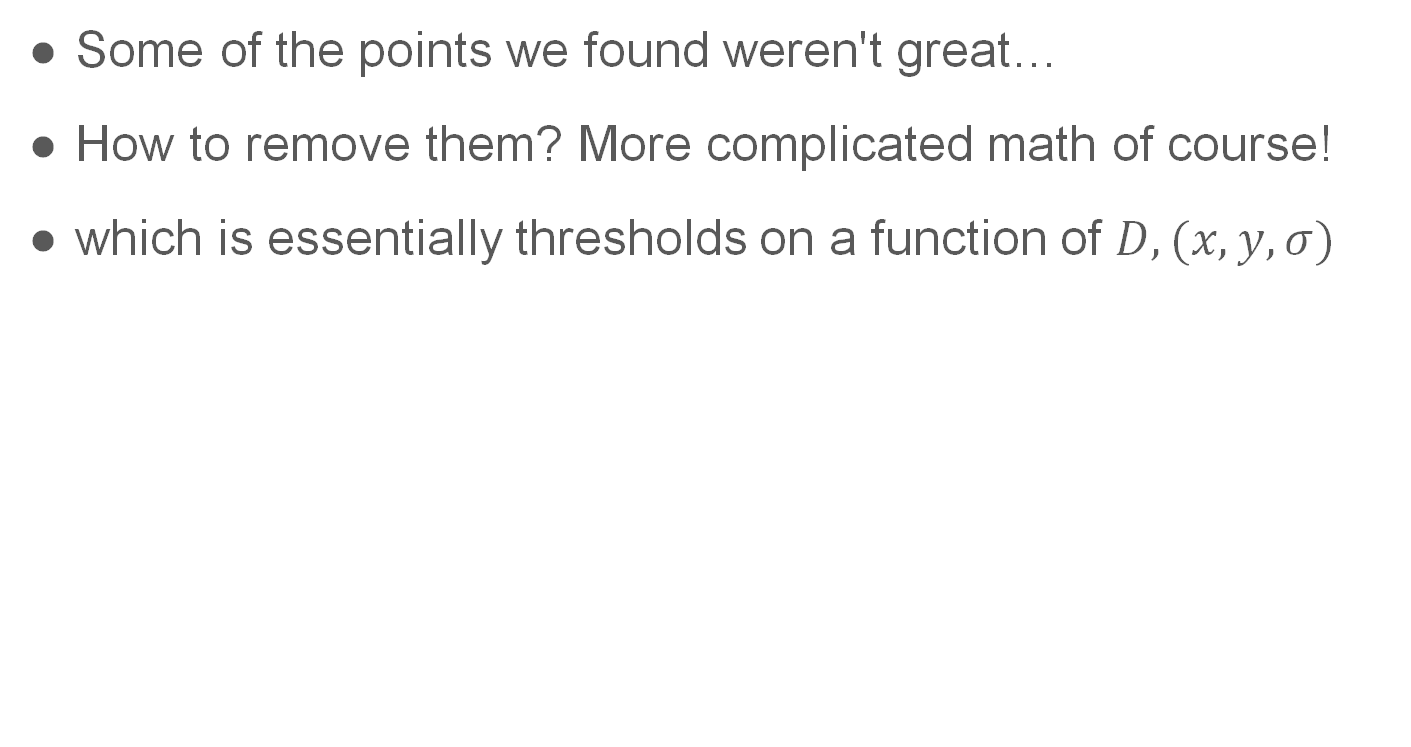 ● Some of the points we found weren't great…
● How to remove them? More complicated math of course!
● which is essentially thresholds on a function of D, (x, y, σ)